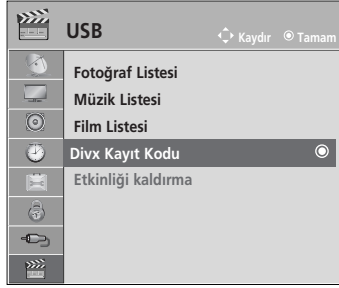 USB
Kaydır Tamam
Fotoğraf Listesi
Müzik Listesi
Film Listesi
Divx Kayıt Kodu
Etkinliği kaldırma